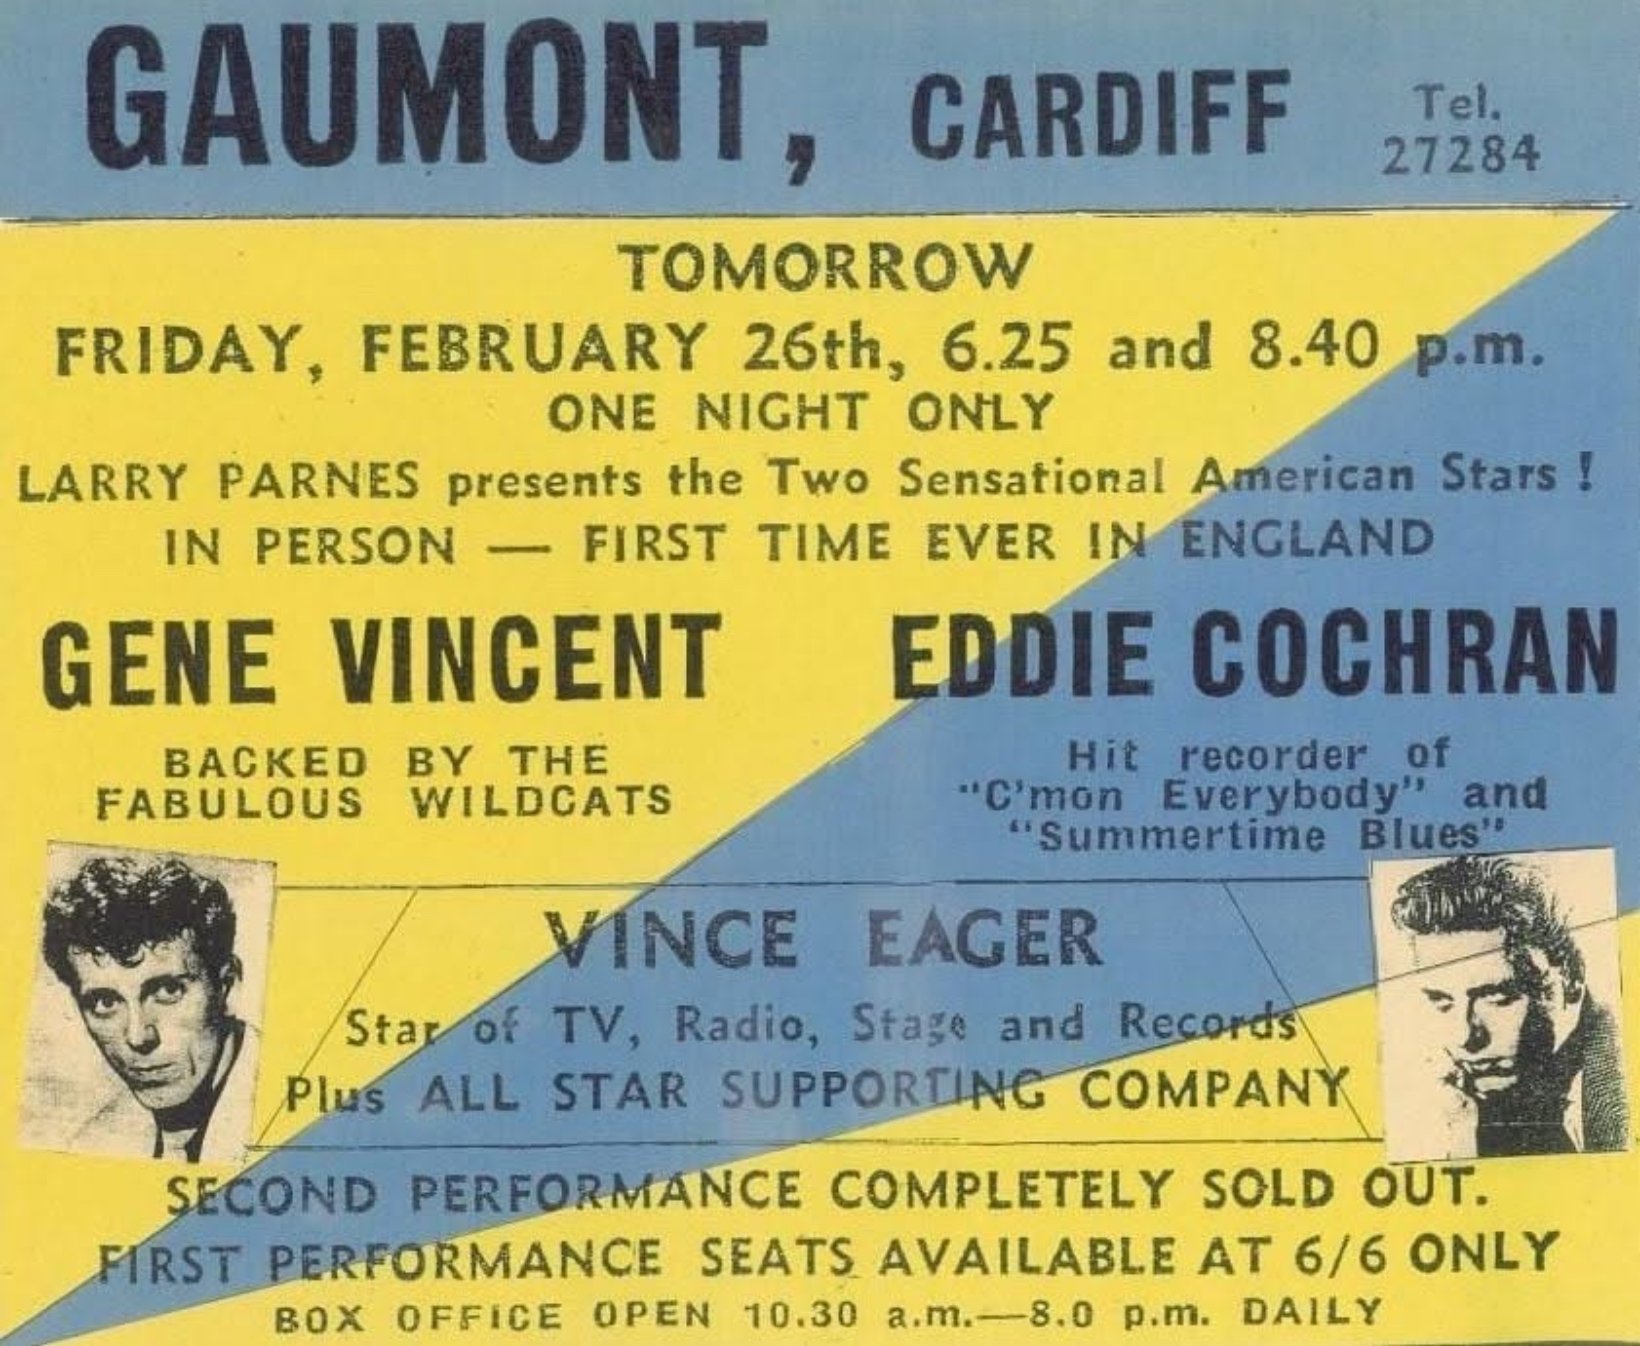 GAUMONT, CARDIFF Tel. 27284
TOMORROW
FRIDAY, FEBRUARY 26th, 6.25 and 8.40 p.m.
ONE NIGHT ONLY
LARRY PARNES presents the Two Sensational American Stars !
IN PERSON — FIRST TIME EVER IN ENGLAND
GENE VINCENT
BACKED BY THE
FABULOUS WILDCATS
EDDIE COCHRAN
Hit recorder of
"C'mon Everybody" and
"Summertime Blues"
VINCE EAGER
Star of TV, Radio, Stage and Records
Plus ALL STAR SUPPORTING COMPANY
SECOND PERFORMANCE COMPLETELY SOLD OUT.
FIRST PERFORMANCE SEATS AVAILABLE AT 6/6 ONLY
BOX OFFICE OPEN 10.30 a.m.—8.0 p.m. DAILY